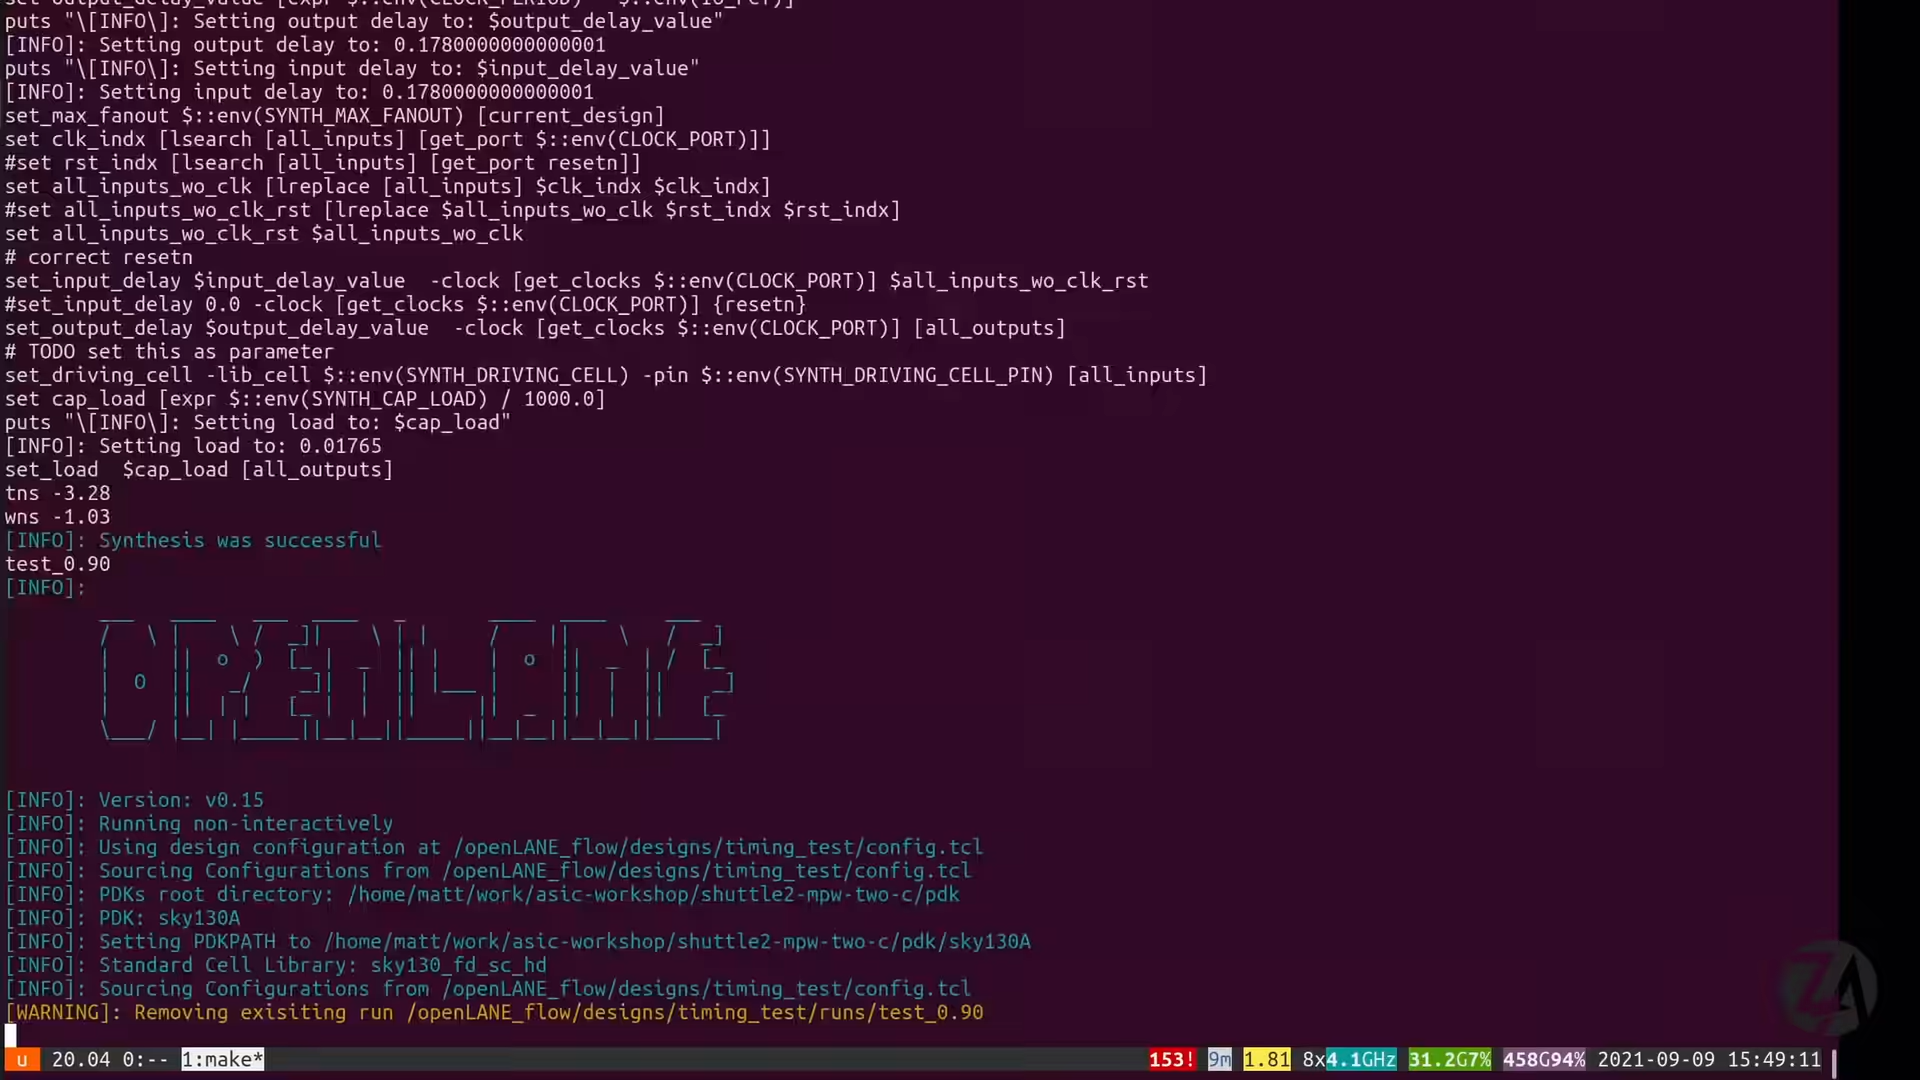 puts "\[INFO\]: Setting output delay to: $output_delay_value"
[INFO]: Setting output delay to: 0.1780000000000001
puts "\[INFO\]: Setting input delay to: $input_delay_value"
[INFO]: Setting input delay to: 0.1780000000000001
set_max_fanout $::env(SYNTH_MAX_FANOUT) [current_design]
set clk_indx [lsearch [all_inputs] [get_port $::env(CLOCK_PORT)]]
#set rst_indx [lsearch [all_inputs] [get_port resetn]]
set all_inputs_wo_clk [lreplace [all_inputs] $clk_indx $clk_indx]
#set all_inputs_wo_clk_rst [lreplace $all_inputs_wo_clk $rst_indx $rst_indx]
set all_inputs_wo_clk_rst $all_inputs_wo_clk
# correct resetn
set_input_delay $input_delay_value  -clock [get_clocks $::env(CLOCK_PORT)] $all_inputs_wo_clk_rst
#set_input_delay 0.0 -clock [get_clocks $::env(CLOCK_PORT)] {resetn}
set_output_delay $output_delay_value  -clock [get_clocks $::env(CLOCK_PORT)] [all_outputs]
# TODO set this as parameter
set_driving_cell -lib_cell $::env(SYNTH_DRIVING_CELL) -pin $::env(SYNTH_DRIVING_CELL_PIN) [all_inputs]
set cap_load [expr $::env(SYNTH_CAP_LOAD) / 1000.0]
puts "\[INFO\]: Setting load to: $cap_load"
[INFO]: Setting load to: 0.01765
set_load  $cap_load [all_outputs]
tns -3.28
wns -1.03
[INFO]: Synthesis was successful
test_0.90
[INFO]:
OPENLANE
[INFO]: Version: v0.15
[INFO]: Running non-interactively
[INFO]: Using design configuration at /openLANE_flow/designs/timing_test/config.tcl
[INFO]: Sourcing Configurations from /openLANE_flow/designs/timing_test/config.tcl
[INFO]: PDKs root directory: /home/matt/work/asic-workshop/shuttle2-mpw-two-c/pdk
[INFO]: PDK: sky130A
[INFO]: Setting PDKPATH to /home/matt/work/asic-workshop/shuttle2-mpw-two-c/pdk/sky130A
[INFO]: Standard Cell Library: sky130_fd_sc_hd
[INFO]: Sourcing Configurations from /openLANE_flow/designs/timing_test/config.tcl
[WARNING]: Removing exisiting run /openLANE_flow/designs/timing_test/runs/test_0.90
u 20.04 0:-- 1:make* 153! 9m 1.81 8x4.1GHz 31.2G7% 458G94% 2021-09-09 15:49:11